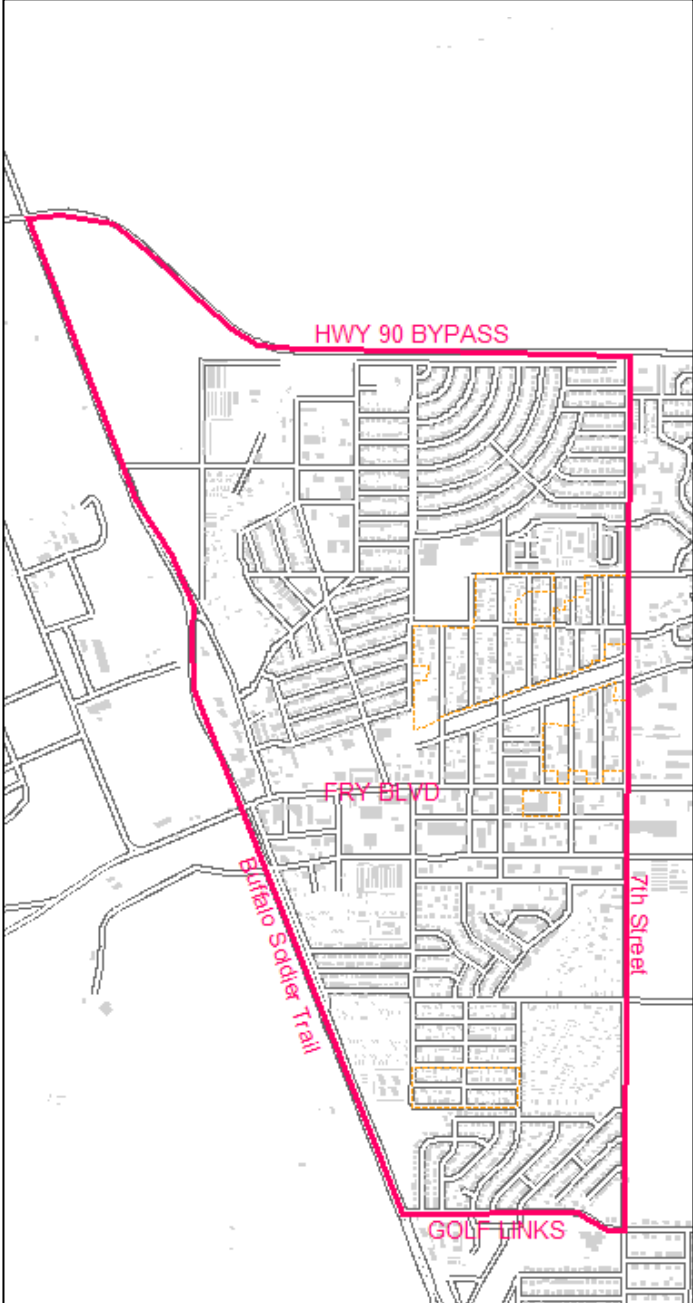 HWY 90 BYPASS
FRY BLVD
Buffalo Soldier Trail
7th Street
GOLF LINKS